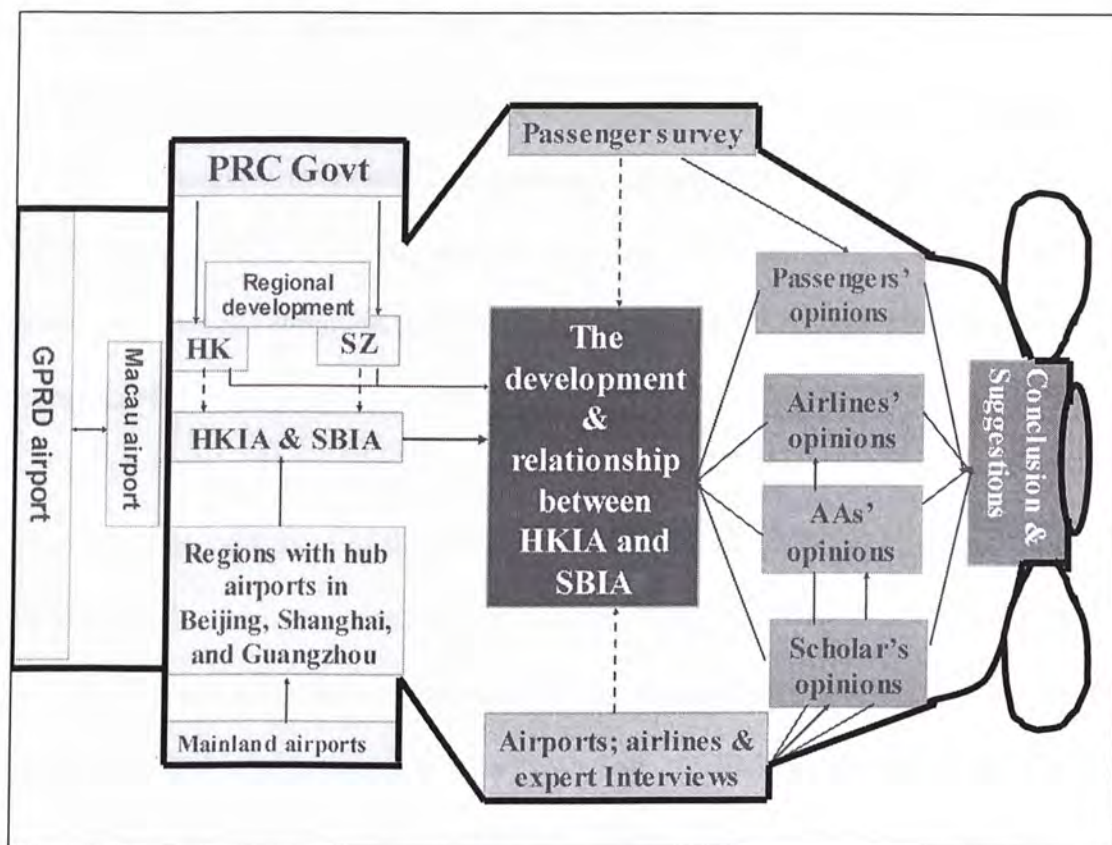 GPRD airport
Macau airport
PRC Govt
Regional
development
HK
SZ
HKIA & SBIA
Regions with hub
airports in
Beijing, Shanghai,
and Guangzhou
Mainland airports
Passenger survey
The
development
&
relationship
between
HKIA and
SBIA
Airports; airlines &
expert Interviews
Passengers'
opinions
Airlines'
opinions
AAs'
opinions
Scholar's
opinions
Conclusion &
Suggestions